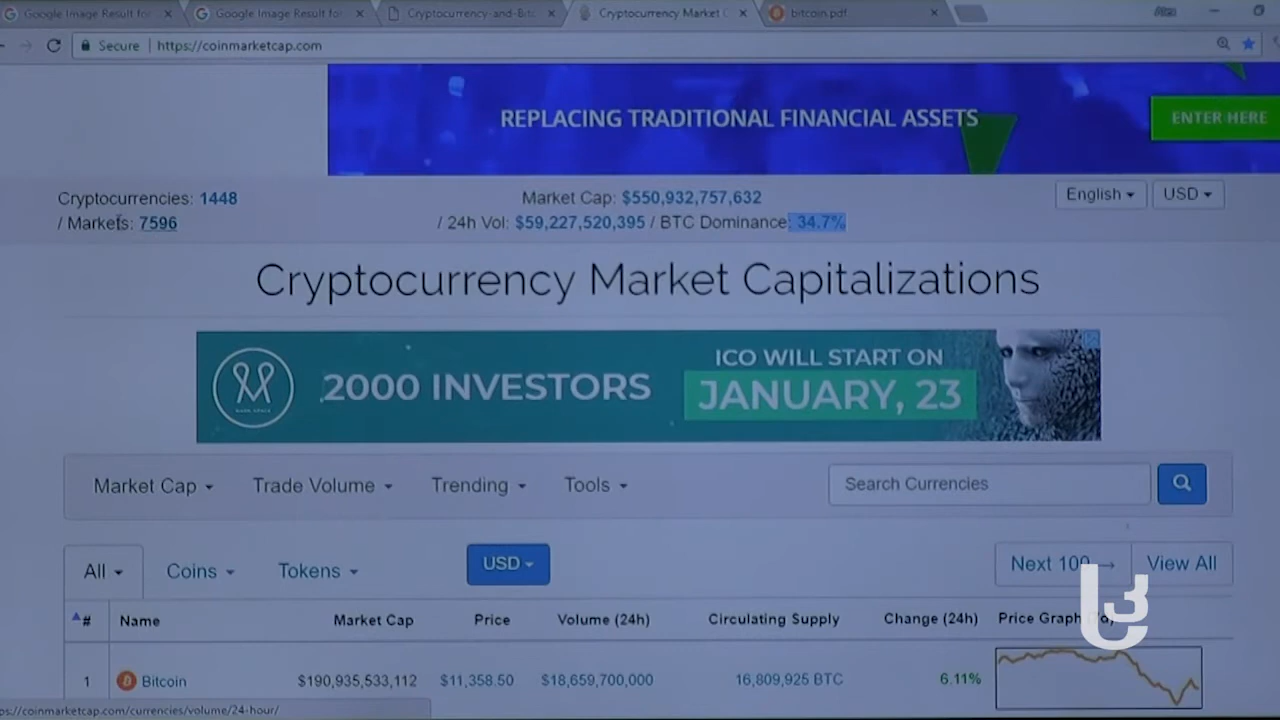 Google Image Result for
Google Image Result for
Cryptocurrency-and-Bitc
Cryptocurrency Market C
bitcoin.pdf
Secure
https://coinmarketcap.com
REPLACING TRADITIONAL FINANCIAL ASSETS
ENTER HERE
Cryptocurrencies: 1448
/ Markets: 7596
Market Cap: $550,932,757,632
/ 24h Vol: $59,227,520,395 / BTC Dominance: 34.7%
English
USD
Cryptocurrency Market Capitalizations
2000 INVESTORS
ICO WILL START ON
JANUARY, 23
Market Cap
Trade Volume
Trending
Tools
Search Currencies
All
Coins
Tokens
USD
Next 100 →
View All
# Name Market Cap Price Volume (24h) Circulating Supply Change (24h) Price Graph (7d)
1 Bitcoin $190,935,533,112 $11,358.50 $18,659,700,000 16,809,925 BTC 6.11%
ps://coinmarketcap.com/currencies/volume/24-hour/